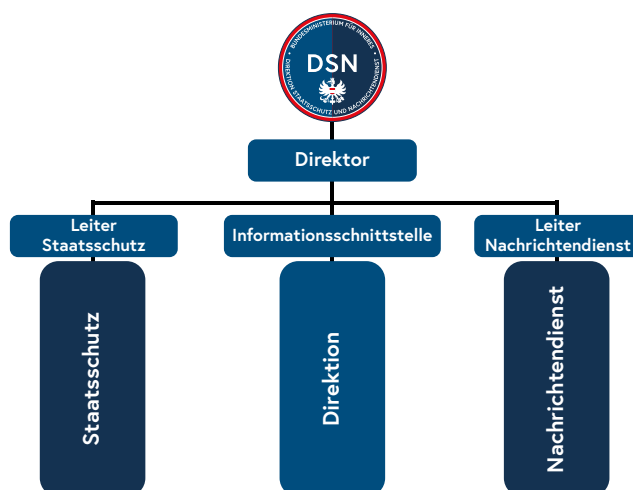 BUNDESMINISTERIUM FÜR INNERES
DSN
DIREKTION STAATSSCHUTZ UND NACHRICHTENDIENST
Direktor
Leiter
Staatsschutz
Informationsschnittstelle
Leiter
Nachrichtendienst
Staatsschutz
Direktion
Nachrichtendienst